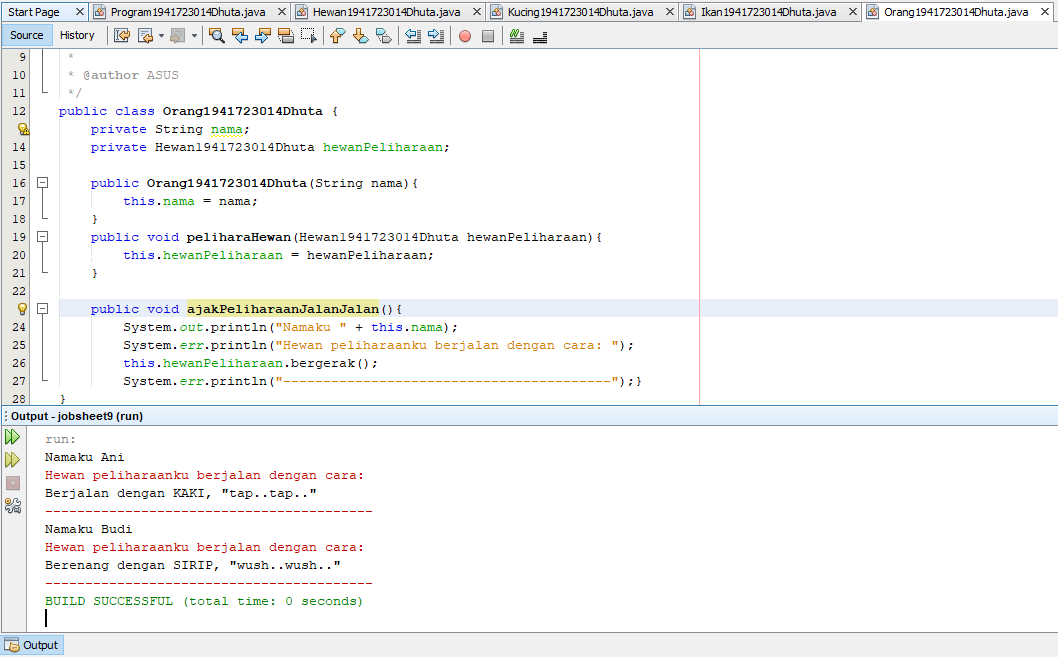 Start Page Program1941723014Dhuta.java Hewan1941723014Dhuta.java Kucing1941723014Dhuta.java Ikan1941723014Dhuta.java Orang1941723014Dhuta.java
Source History
9 *
10 * @author ASUS
11 */
12 public class Orang1941723014Dhuta {
private String nama;
14 private Hewan1941723014Dhuta hewanPeliharaan;
15
16 public Orang1941723014Dhuta(String nama){
17 this.nama = nama;
18 }
19 public void peliharaHewan(Hewan1941723014Dhuta hewanPeliharaan){
20 this.hewanPeliharaan = hewanPeliharaan;
21 }
22
public void ajakPeliharaanJalanJalan(){
24 System.out.println("Namaku " + this.nama);
25 System.err.println("Hewan peliharaanku berjalan dengan cara: ");
26 this.hewanPeliharaan.bergerak();
27 System.err.println("-----------------------------------------");}
28 }
Output - jobsheet9 (run)
run:
Namaku Ani
Hewan peliharaanku berjalan dengan cara:
Berjalan dengan KAKI, "tap..tap.."
-----------------------------------------
Namaku Budi
Hewan peliharaanku berjalan dengan cara:
Berenang dengan SIRIP, "wush..wush.."
-----------------------------------------
BUILD SUCCESSFUL (total time: 0 seconds)
Output